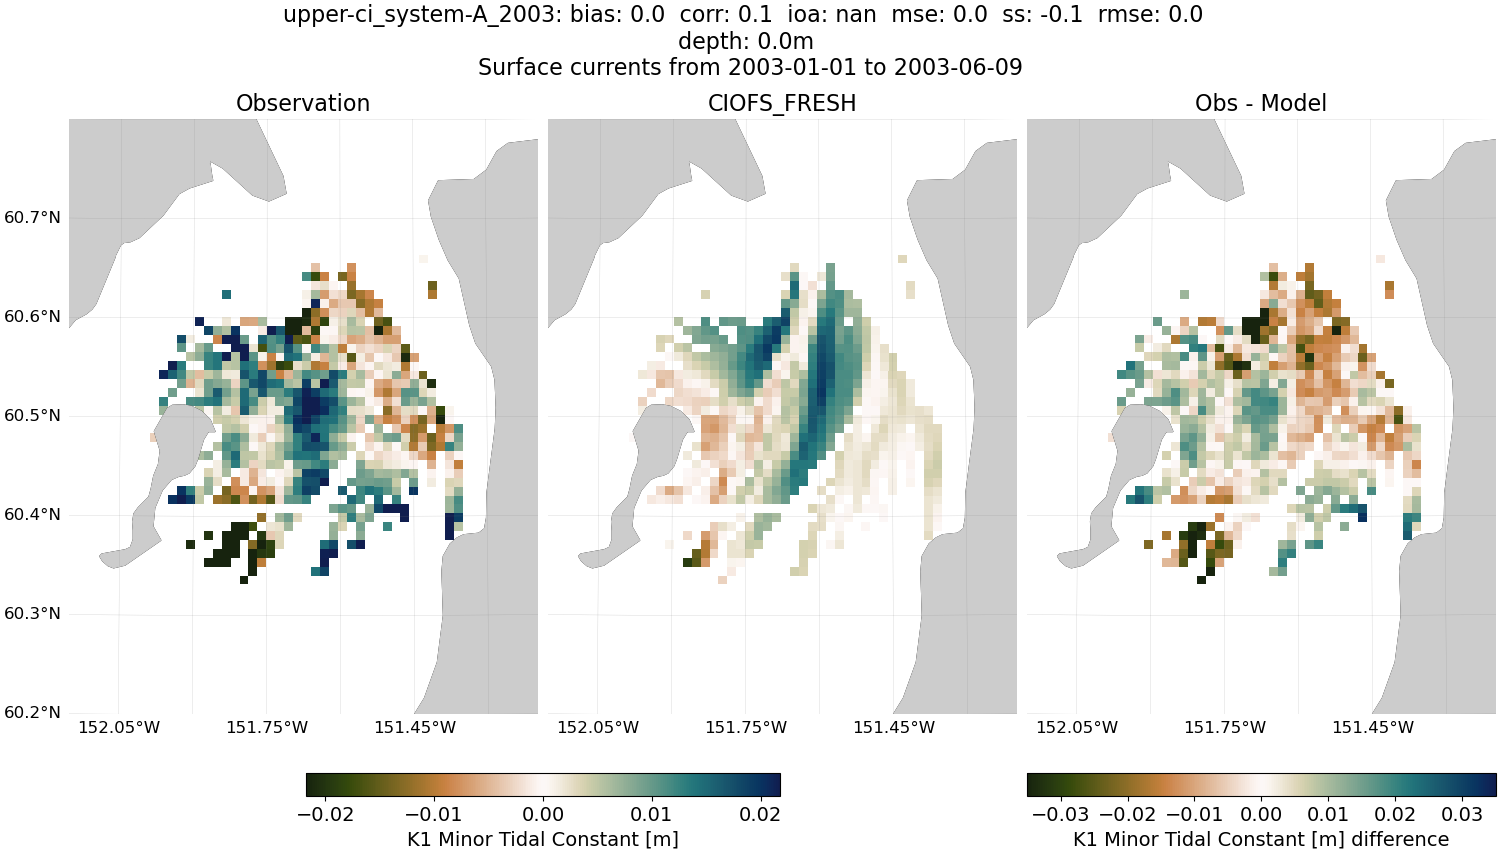 upper-ci_system-A_2003: bias: 0.0  corr: 0.1  ioa: nan  mse: 0.0  ss: -0.1  rmse: 0.0
depth: 0.0m
Surface currents from 2003-01-01 to 2003-06-09
Observation
CIOFS_FRESH
Obs - Model
60.7°N
60.6°N
60.5°N
60.4°N
60.3°N
60.2°N
152.05°W 151.75°W 151.45°W
152.05°W 151.75°W 151.45°W
152.05°W 151.75°W 151.45°W
−0.02 −0.01 0.00 0.01 0.02
K1 Minor Tidal Constant [m]
−0.03 −0.02 −0.01 0.00 0.01 0.02 0.03
K1 Minor Tidal Constant [m] difference